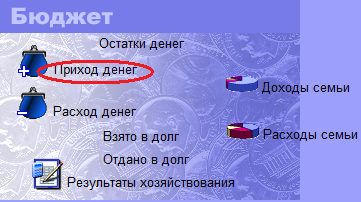 Бюджет
Остатки денег
Приход денег
Доходы семьи
Расход денег
Взято в долг
Расходы семьи
Отдано в долг
Результаты хозяйствования